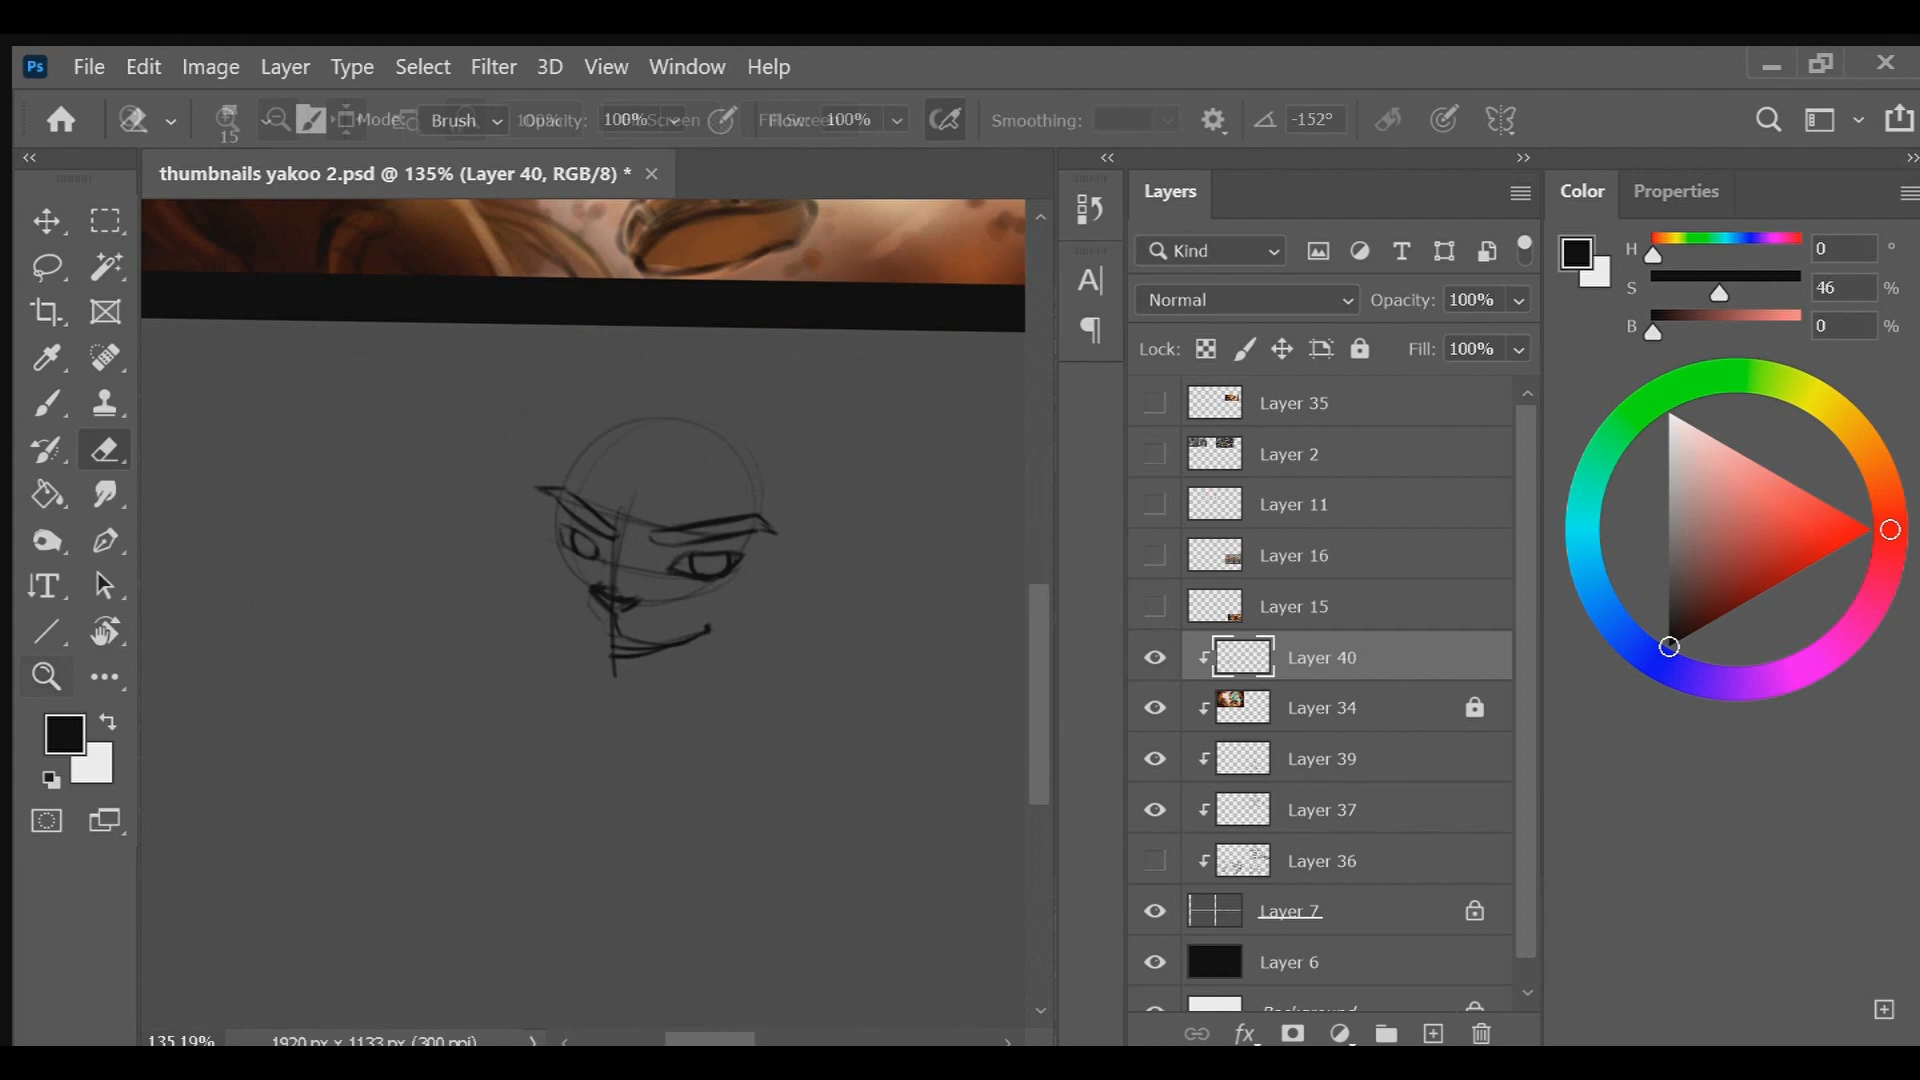 Ps File Edit Image Layer Type Select Filter 3D View Window Help
15 Mode: Brush Opacity: 100% Screen Flow: 100% Smoothing: -152°
thumbnails yakoo 2.psd @ 135% (Layer 40, RGB/8) *
Layers
Color Properties
Kind
H 0 °
Normal Opacity: 100%
S 46 %
B 0 %
Lock: Fill: 100%
Layer 35
Layer 2
Layer 11
Layer 16
Layer 15
Layer 40
Layer 34
Layer 39
Layer 37
Layer 36
Layer 7
Layer 6
Background
135.19% 1920 px x 1133 px (300 ppi)
fx